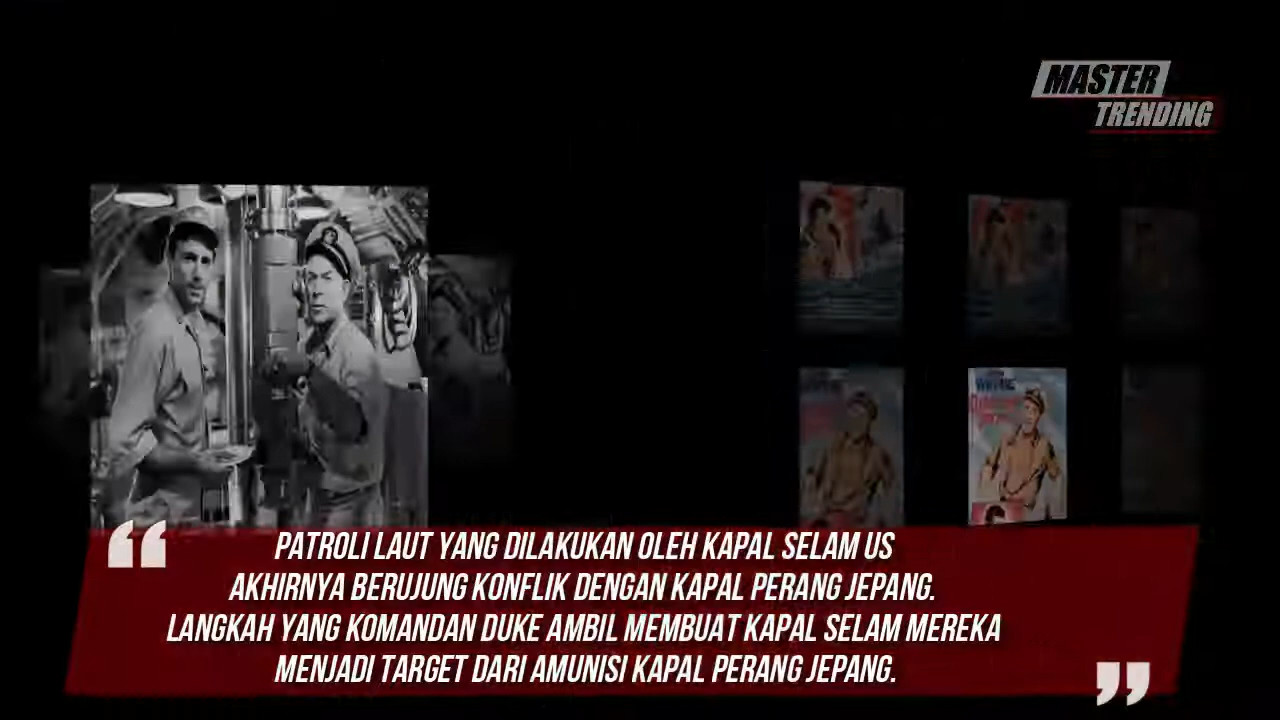 MASTER
TRENDING
PATROLI LAUT YANG DILAKUKAN OLEH KAPAL SELAM US
AKHIRNYA BERUJUNG KONFLIK DENGAN KAPAL PERANG JEPANG.
LANGKAH YANG KOMANDAN DUKE AMBIL MEMBUAT KAPAL SELAM MEREKA
MENJADI TARGET DARI AMUNISI KAPAL PERANG JEPANG.